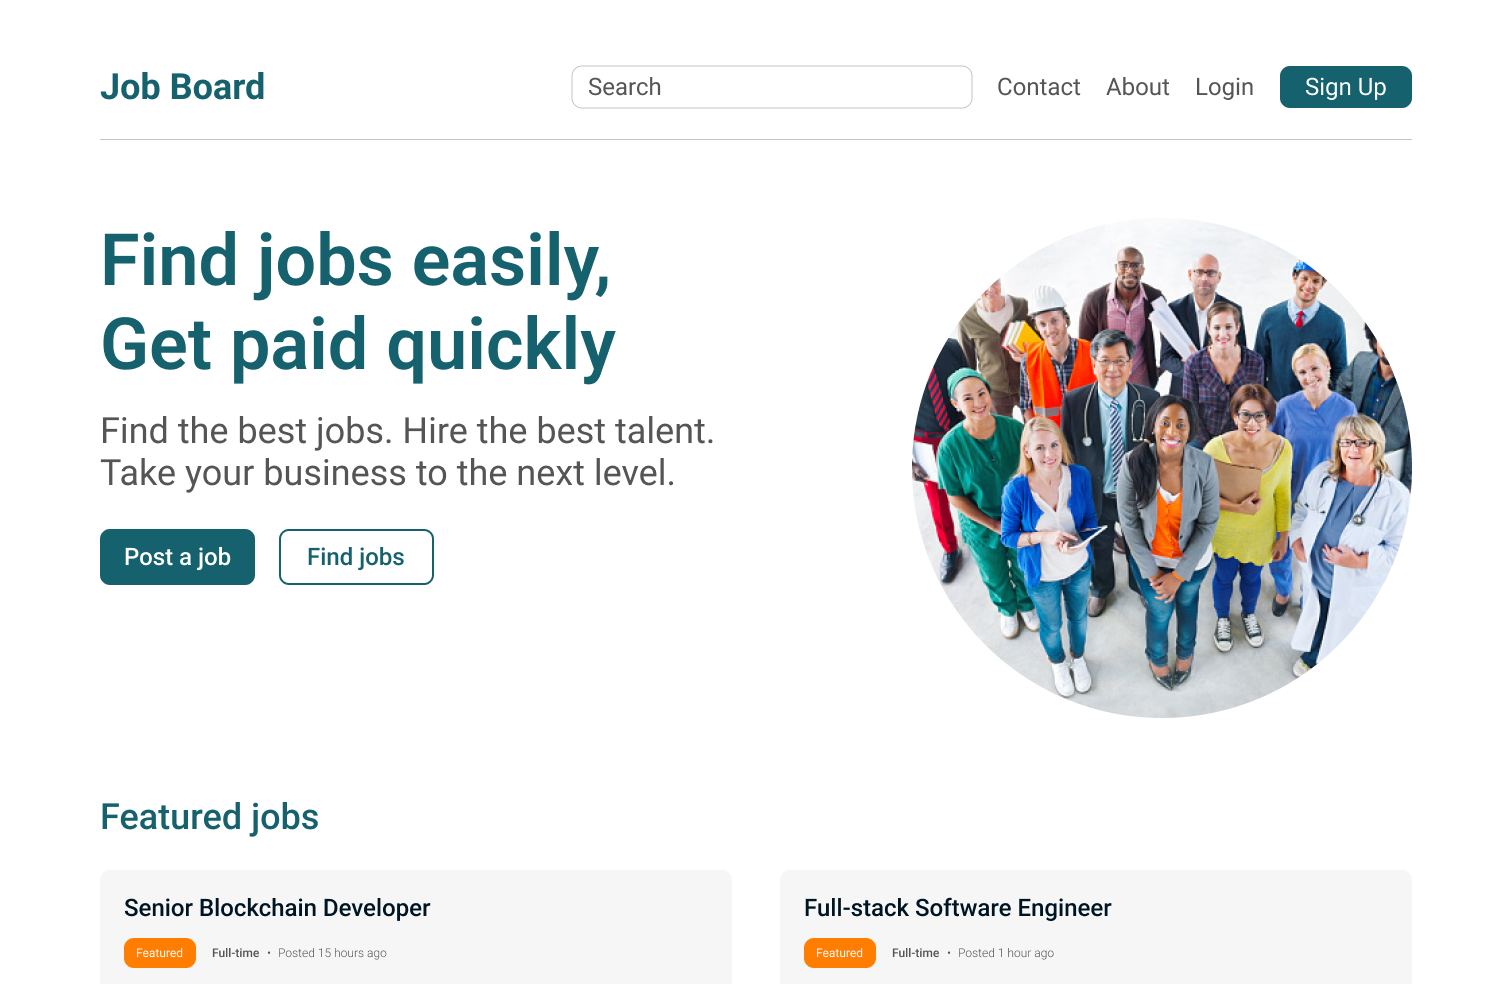 Job Board
Search
Contact About Login Sign Up
Find jobs easily,
Get paid quickly
Find the best jobs. Hire the best talent.
Take your business to the next level.
Post a job Find jobs
Featured jobs
Senior Blockchain Developer
Featured Full-time • Posted 15 hours ago
Full-stack Software Engineer
Featured Full-time • Posted 1 hour ago